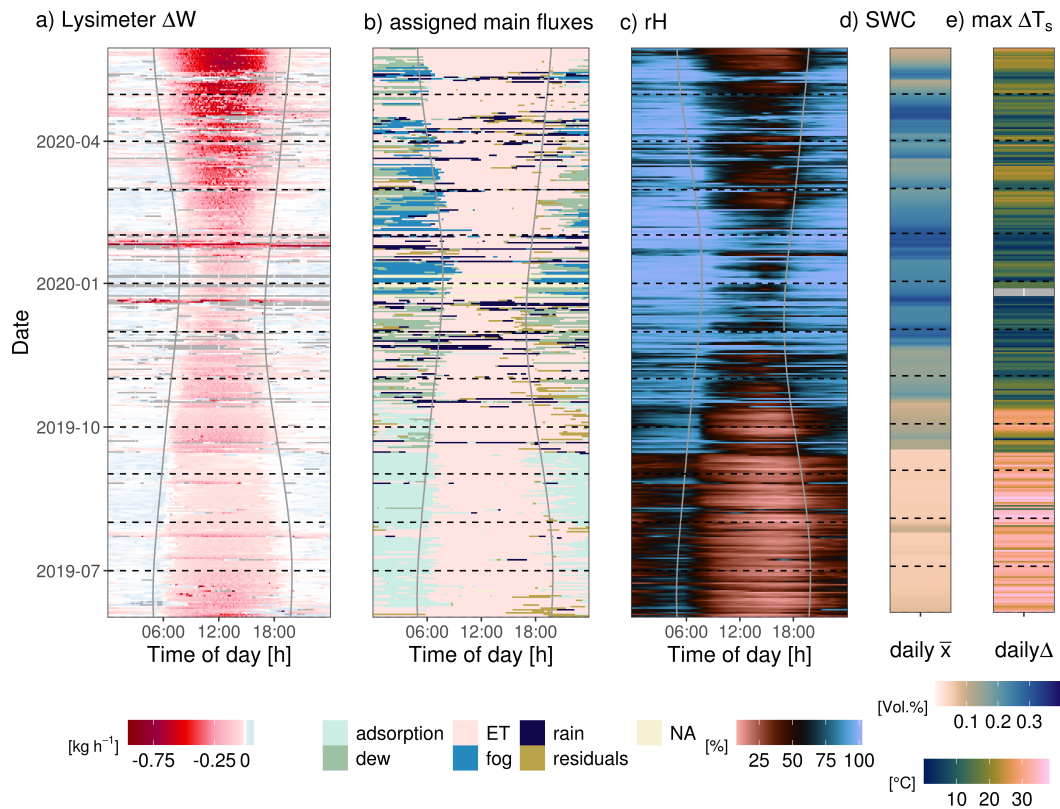 a) Lysimeter ΔW
b) assigned main fluxes
c) rH
d) SWC
e) max ΔTs
Date
2020-04
2020-01
2019-10
2019-07
06:00 12:00 18:00
06:00 12:00 18:00
06:00 12:00 18:00
Time of day [h]
Time of day [h]
Time of day [h]
daily x̅
dailyΔ
[kg h⁻¹]
-0.75 -0.25 0
adsorption
dew
ET
fog
rain
residuals
NA
[%]
25 50 75 100
[Vol.%]
0.1 0.2 0.3
[°C]
10 20 30